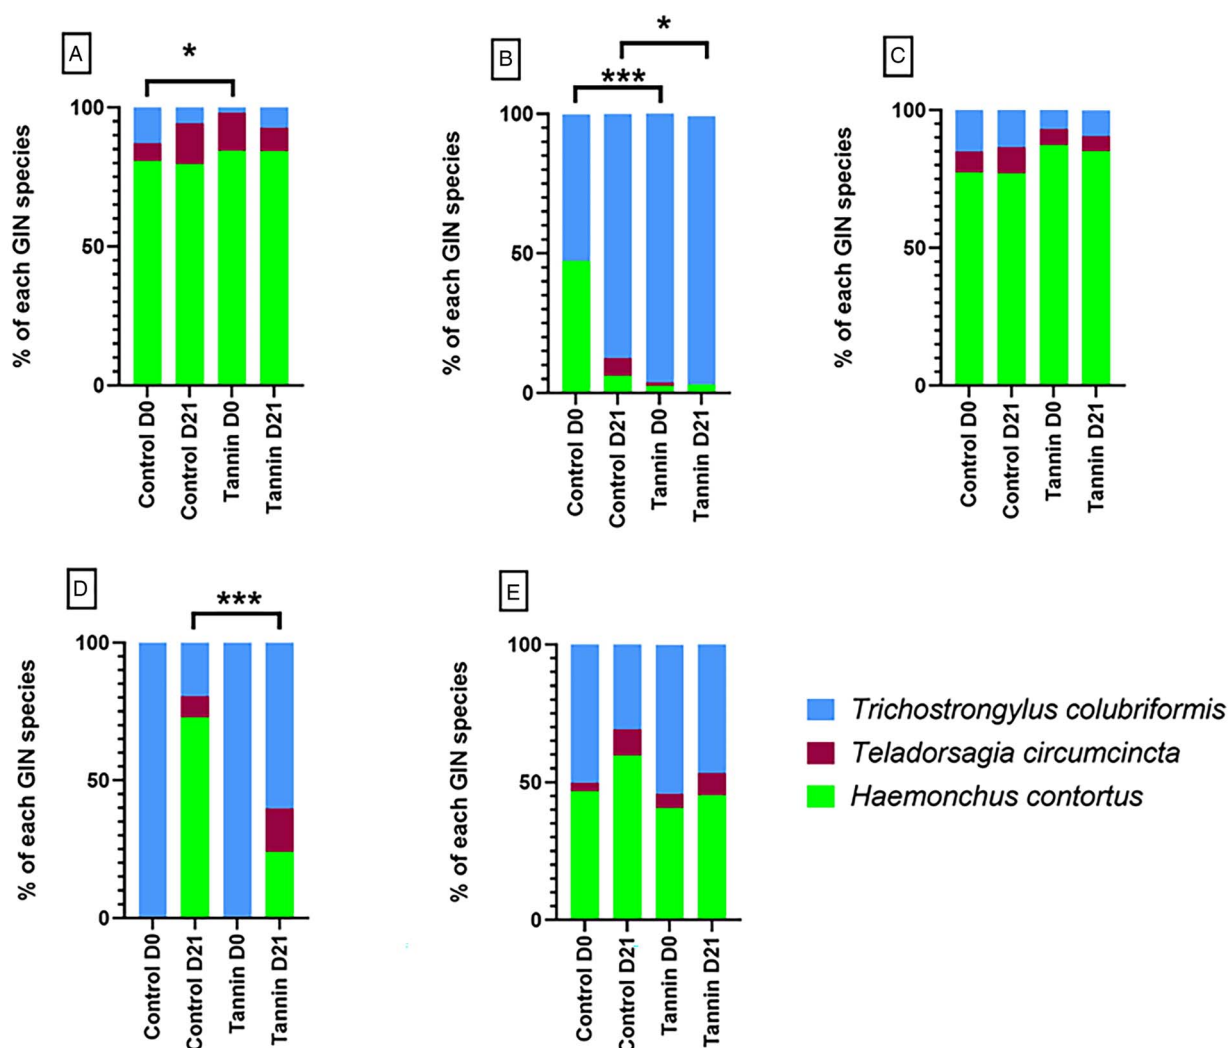 A
*
% of each GIN species
100
50
0
Control D0
Control D21
Tannin D0
Tannin D21
B
*
***
% of each GIN species
100
50
0
Control D0
Control D21
Tannin D0
Tannin D21
C
% of each GIN species
100
50
0
Control D0
Control D21
Tannin D0
Tannin D21
D
***
% of each GIN species
100
50
0
Control D0
Control D21
Tannin D0
Tannin D21
E
% of each GIN species
100
50
0
Control D0
Control D21
Tannin D0
Tannin D21
Trichostrongylus colubriformis
Teladorsagia circumcincta
Haemonchus contortus